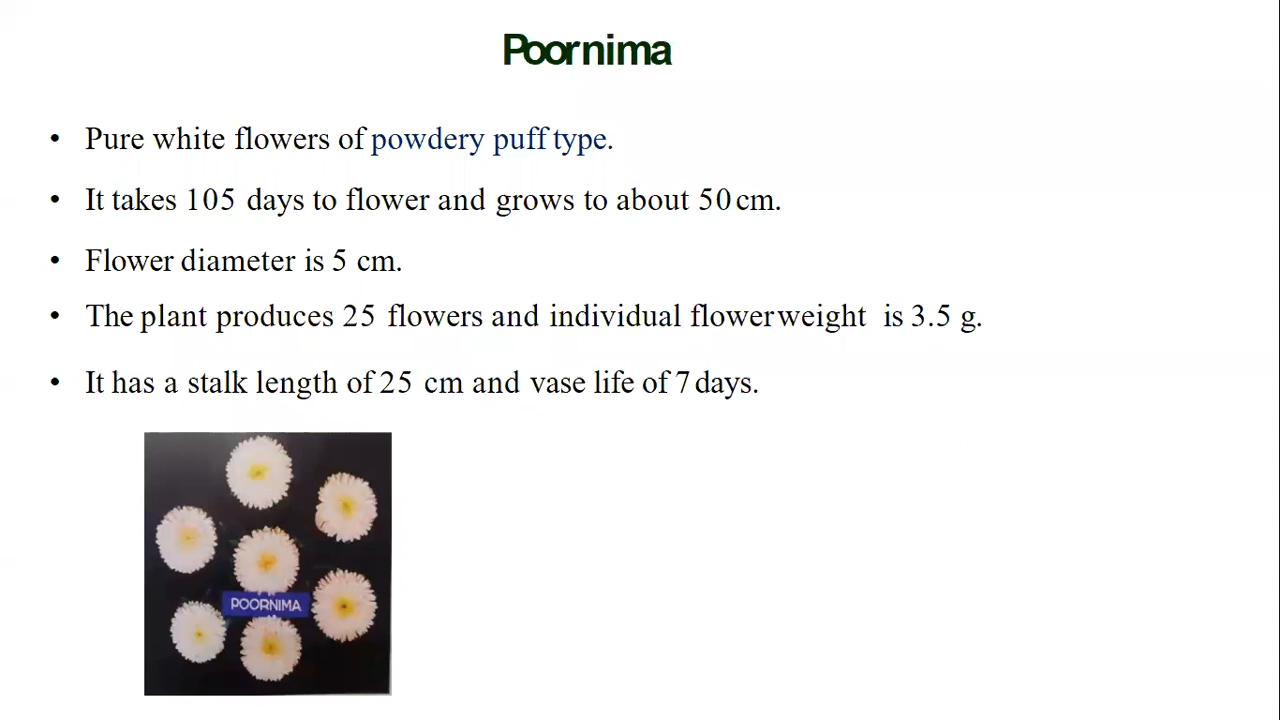 Poornima
• Pure white flowers of powdery puff type.
• It takes 105 days to flower and grows to about 50 cm.
• Flower diameter is 5 cm.
• The plant produces 25 flowers and individual flower weight is 3.5 g.
• It has a stalk length of 25 cm and vase life of 7 days.
POORNIMA